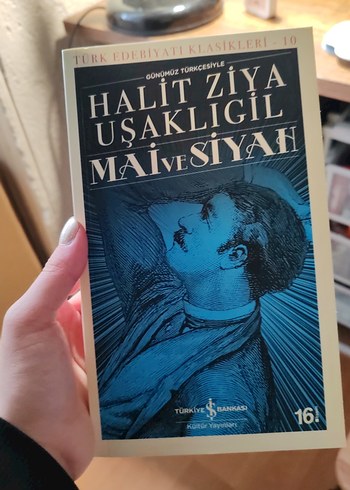 TÜRK EDEBİYATI KLASİKLERİ - 10
GÜNÜMÜZ TÜRKÇESİYLE
HALİT ZİYA
UŞAKLIGİL
MAİ VE SİYAH
TÜRKİYE İŞ BANKASI
Kültür Yayınları
16.